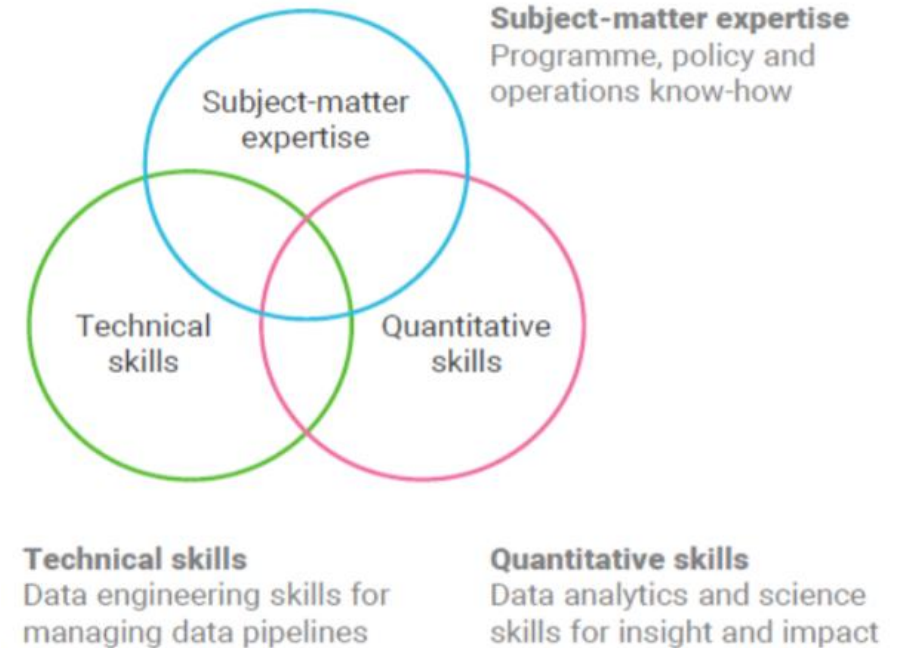 Subject-matter expertise
Programme, policy and
operations know-how
Subject-matter
expertise
Technical
skills
Quantitative
skills
Technical skills
Data engineering skills for
managing data pipelines
Quantitative skills
Data analytics and science
skills for insight and impact